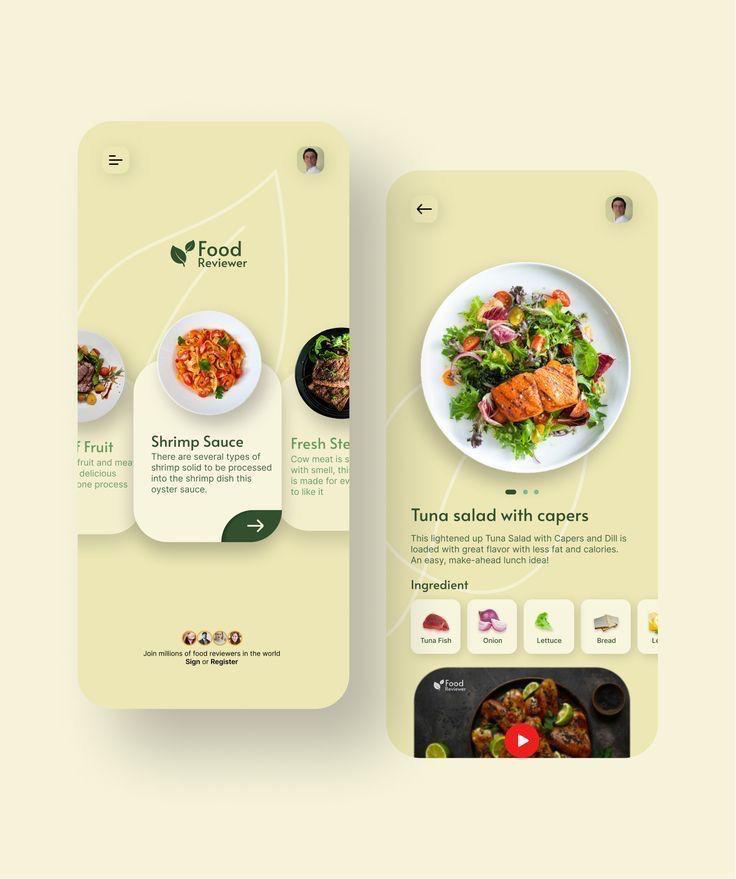 Food
Reviewer
f Fruit
fruit and mea
delicious
one process
Shrimp Sauce
There are several types of
shrimp solid to be processed
into the shrimp dish this
oyster sauce.
Fresh Ste
Cow meat is s
with smell, thi
is made for ev
to like it
Join millions of food reviewers in the world
Sign or Register
Tuna salad with capers
This lightened up Tuna Salad with Capers and Dill is
loaded with great flavor with less fat and calories.
An easy, make-ahead lunch idea!
Ingredient
Tuna Fish
Onion
Lettuce
Bread
Le
Food
Reviewer